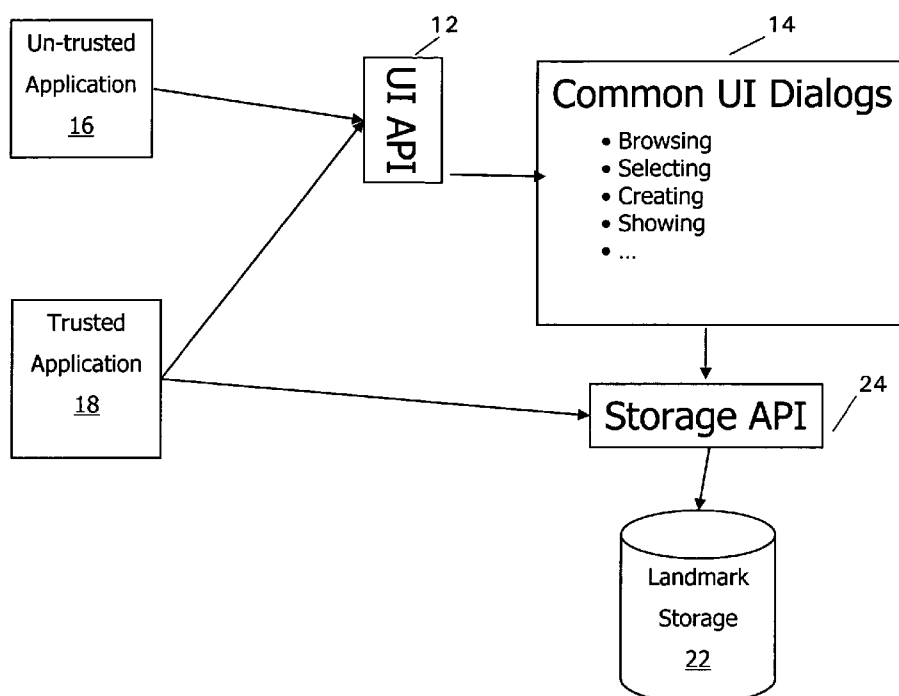 Un-trusted
Application
16
12
UI API
14
Common UI Dialogs
• Browsing
• Selecting
• Creating
• Showing
• ...
Trusted
Application
18
Storage API
24
Landmark
Storage
22